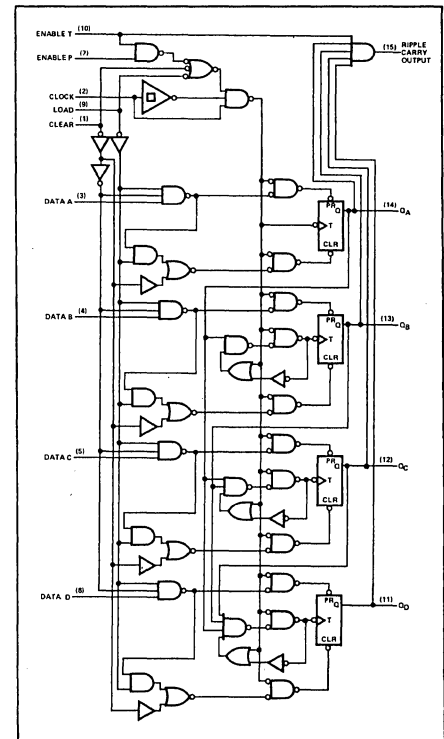 ENABLE T (10)
ENABLE P (7)
(15) RIPPLE
CARRY
OUTPUT
CLOCK (2)
LOAD (9)
CLEAR (1)
DATA A (3)
PR Q
T
CLR
(14) QA
DATA B (4)
PR Q
T
CLR
(13) QB
DATA C (5)
PR Q
T
CLR
(12) QC
DATA D (6)
PR Q
T
CLR
(11) QD